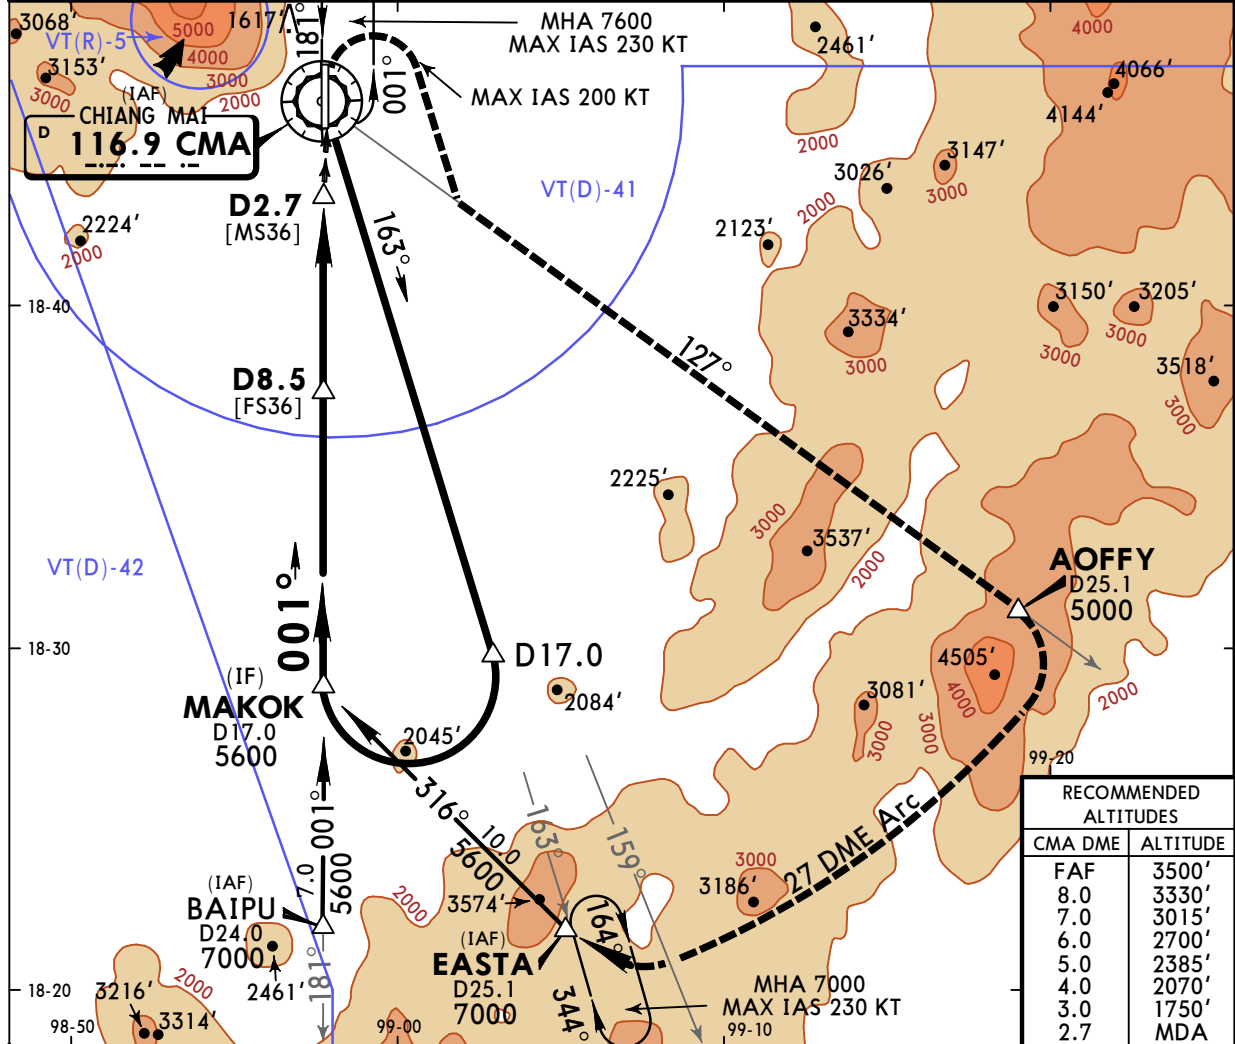 3068'
VT(R)-5
5000
4000
3000
2000
1617'
181°
MHA 7600
MAX IAS 230 KT
2461'
2000
4000
3153'
3000
(IAF)
CHIANG MAI
D
116.9 CMA
001°
MAX IAS 200 KT
4066'
4144'
3147'
3000
3026'
2000
VT(D)-41
D2.7
[MS36]
163°
2224'
2000
2123'
18-40
3334'
3000
3150'
3000
3205'
3000
3518'
3000
127°
D8.5
[FS36]
2225'
3000
3537'
2000
VT(D)-42
AOFFY
D25.1
5000
001°
18-30
D17.0
2084'
4505'
4000
3000
3081'
3000
2000
(IF)
MAKOK
D17.0
5600
2045'
99-20
316°
10.0
5600
163°
159°
27 DME Arc
3000
3186'
001°
7.0
5600
2000
3574'
(IAF)
BAIPU
D24.0
7000
2461'
(IAF)
EASTA
D25.1
7000
164°
344°
MHA 7000
MAX IAS 230 KT
181°
18-20
3216'
2000
3314'
98-50
99-00
99-10
RECOMMENDED
ALTITUDES
CMA DME ALTITUDE
FAF 3500'
8.0 3330'
7.0 3015'
6.0 2700'
5.0 2385'
4.0 2070'
3.0 1750'
2.7 MDA